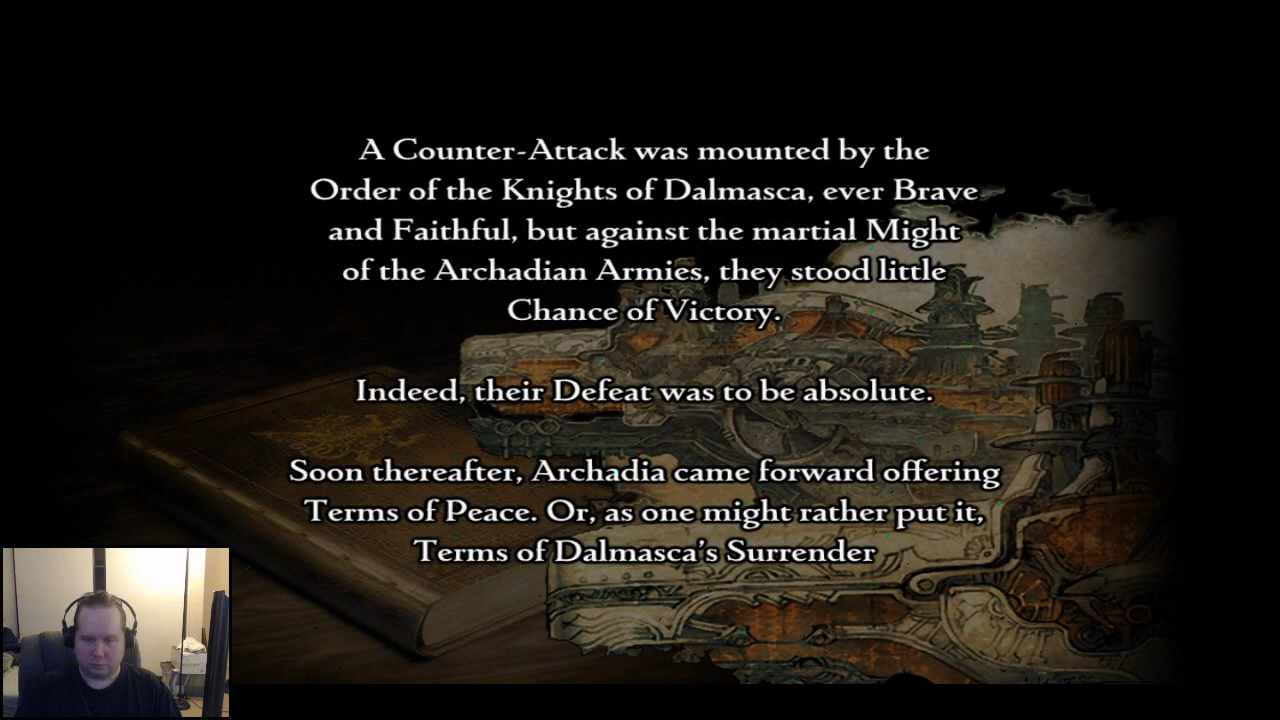 A Counter-Attack was mounted by the
Order of the Knights of Dalmasca, ever Brave
and Faithful, but against the martial Might
of the Archadian Armies, they stood little
Chance of Victory.
Indeed, their Defeat was to be absolute.
Soon thereafter, Archadia came forward offering
Terms of Peace. Or, as one might rather put it,
Terms of Dalmasca's Surrender